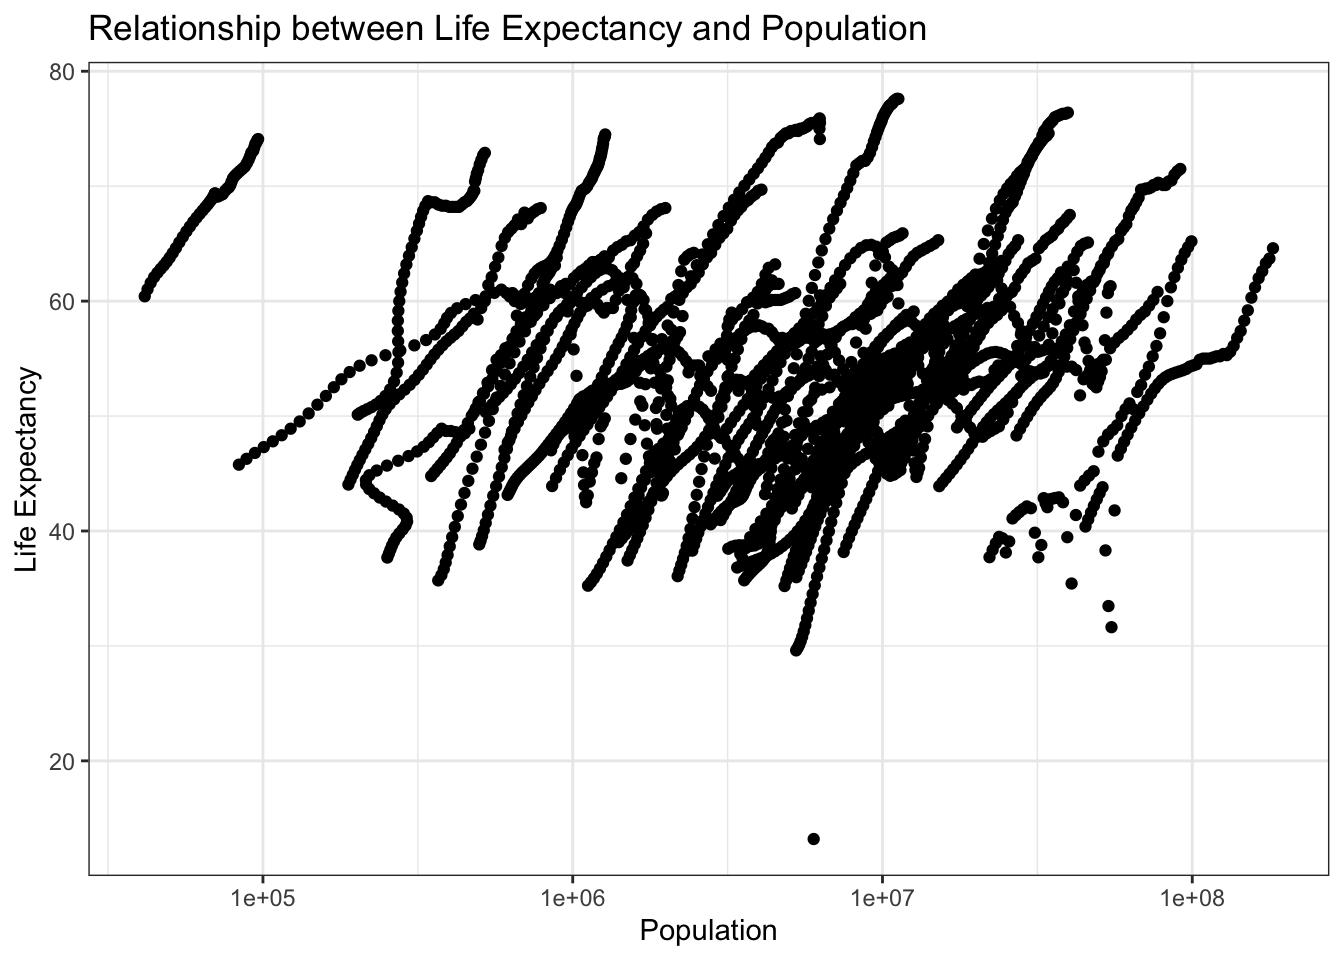 Relationship between Life Expectancy and Population
80
60
40
20
Life Expectancy
1e+05 1e+06 1e+07 1e+08
Population